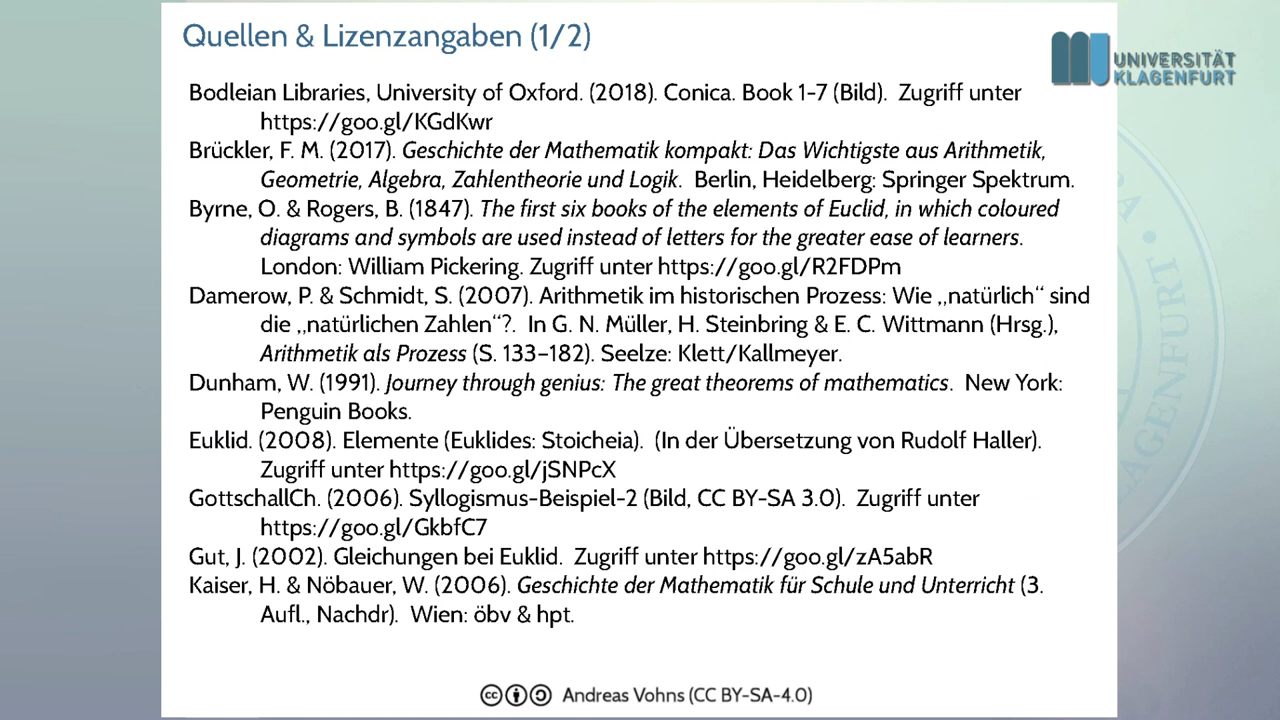 Quellen & Lizenzangaben (1/2)
UNIVERSITÄT
KLAGENFURT
Bodleian Libraries, University of Oxford. (2018). Conica. Book 1-7 (Bild). Zugriff unter
https://goo.gl/KGdKwr
Brückler, F. M. (2017). Geschichte der Mathematik kompakt: Das Wichtigste aus Arithmetik,
Geometrie, Algebra, Zahlentheorie und Logik. Berlin, Heidelberg: Springer Spektrum.
Byrne, O. & Rogers, B. (1847). The first six books of the elements of Euclid, in which coloured
diagrams and symbols are used instead of letters for the greater ease of learners.
London: William Pickering. Zugriff unter https://goo.gl/R2FDPm
Damerow, P. & Schmidt, S. (2007). Arithmetik im historischen Prozess: Wie „natürlich“ sind
die „natürlichen Zahlen“?. In G. N. Müller, H. Steinbring & E. C. Wittmann (Hrsg.),
Arithmetik als Prozess (S. 133–182). Seelze: Klett/Kallmeyer.
Dunham, W. (1991). Journey through genius: The great theorems of mathematics. New York:
Penguin Books.
Euklid. (2008). Elemente (Euklides: Stoicheia). (In der Übersetzung von Rudolf Haller).
Zugriff unter https://goo.gl/jSNPcX
GottschallCh. (2006). Syllogismus-Beispiel-2 (Bild, CC BY-SA 3.0). Zugriff unter
https://goo.gl/GkbfC7
Gut, J. (2002). Gleichungen bei Euklid. Zugriff unter https://goo.gl/zA5abR
Kaiser, H. & Nöbauer, W. (2006). Geschichte der Mathematik für Schule und Unterricht (3.
Aufl., Nachdr). Wien: öbv & hpt.
Andreas Vohns (CC BY-SA-4.0)
KLAGENFURT